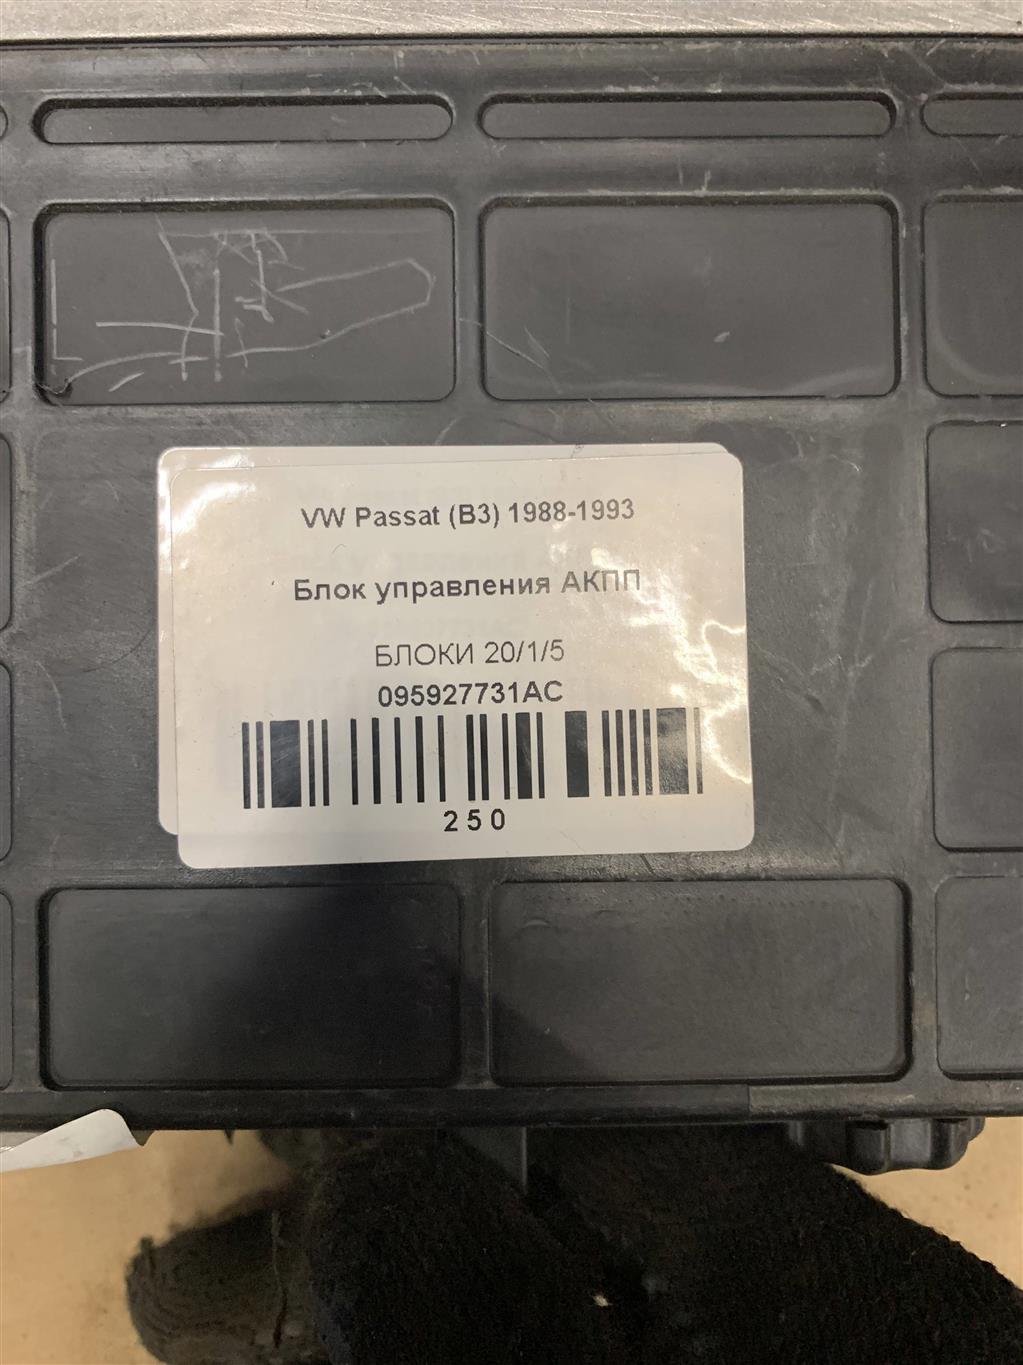 VW Passat (B3) 1988-1993
Блок управления АКПП
БЛОКИ 20/1/5
095927731AC
250